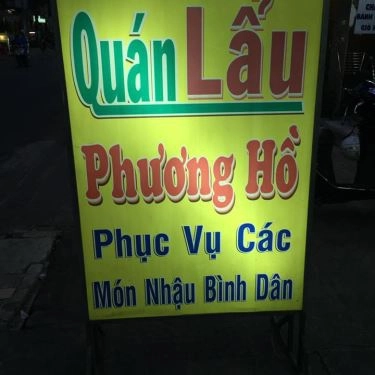 Quán Lẩu
Phương Hồ
Phục Vụ Các
Món Nhậu Bình Dân